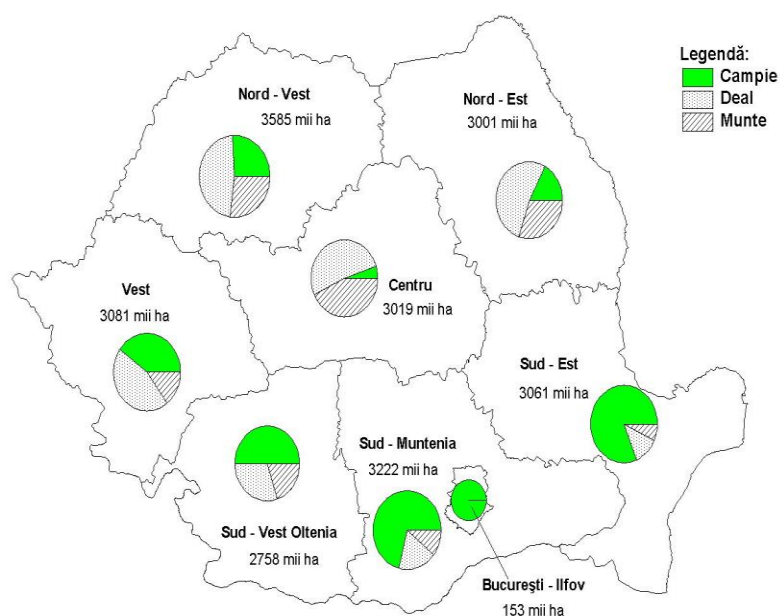 Legendă:
Campie
Deal
Munte
Nord - Vest
3585 mii ha
Nord - Est
3001 mii ha
Vest
3081 mii ha
Centru
3019 mii ha
Sud - Est
3061 mii ha
Sud - Muntenia
3222 mii ha
Sud - Vest Oltenia
2758 mii ha
Bucureşti - Ilfov
153 mii ha